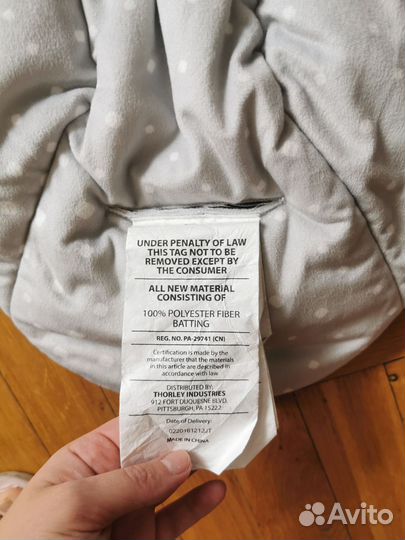 UNDER PENALTY OF LAW
THIS TAG NOT TO BE
REMOVED EXCEPT BY
THE CONSUMER
ALL NEW MATERIAL
CONSISTING OF
100% POLYESTER FIBER
BATTING
REG. NO. PA-29741 (CN)
Certification is made by the
manufacturer that the materials
in this article are described in
accordance with law
DISTRIBUTED BY:
THORLEY INDUSTRIES
912 FORT DUQUESNE BLVD.
PITTSBURGH, PA 15222
Date of Delivery:
MADE IN CHINA
Avito